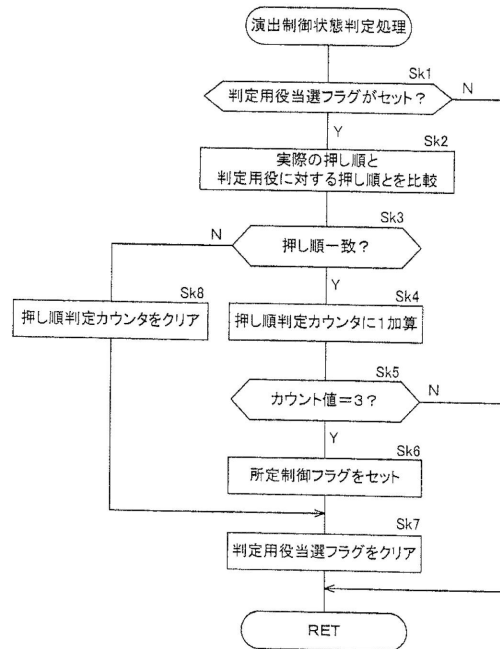 演出制御状態判定処理
Sk1
判定用役当選フラグがセット？
N
Y
Sk2
実際の押し順と
判定用役に対する押し順とを比較
Sk3
N
押し順一致？
Y
Sk8
Sk4
押し順判定カウンタをクリア
押し順判定カウンタに1加算
Sk5
カウント値＝3？
N
Y
Sk6
所定制御フラグをセット
Sk7
判定用役当選フラグをクリア
RET